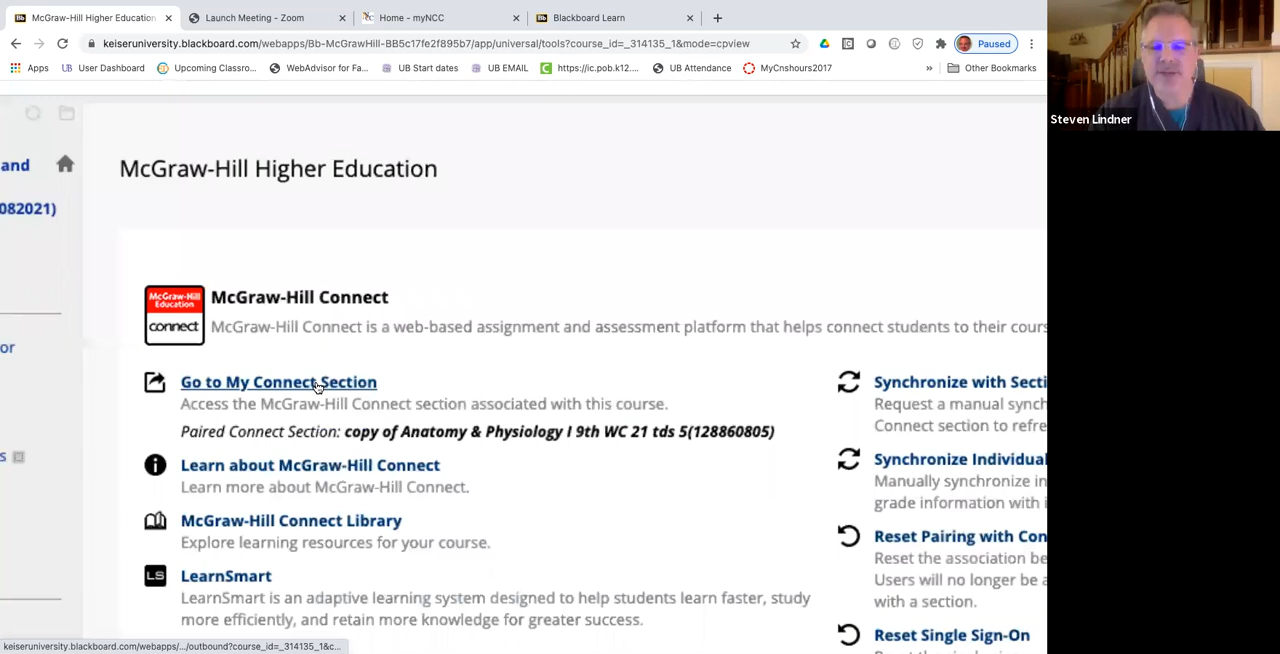 McGraw-Hill Higher Education
Launch Meeting - Zoom
Home - myNCC
Blackboard Learn
keiseruniversity.blackboard.com/webapps/Bb-McGrawHill-BB5c17fe2f895b7/app/universal/tools?course_id=_314135_1&mode=cpview
Paused
Apps
User Dashboard
Upcoming Classro...
WebAdvisor for Fa...
UB Start dates
UB EMAIL
https://ic.pob.k12....
UB Attendance
MyCnshours2017
»
Other Bookmarks
Steven Lindner
and
082021)
or
s
McGraw-Hill Higher Education
McGraw-Hill
Education
connect
McGraw-Hill Connect
McGraw-Hill Connect is a web-based assignment and assessment platform that helps connect students to their cours
Go to My Connect Section
Access the McGraw-Hill Connect section associated with this course.
Paired Connect Section: copy of Anatomy & Physiology I 9th WC 21 tds 5(128860805)
Learn about McGraw-Hill Connect
Learn more about McGraw-Hill Connect.
McGraw-Hill Connect Library
Explore learning resources for your course.
LS
LearnSmart
LearnSmart is an adaptive learning system designed to help students learn faster, study
more efficiently, and retain more knowledge for greater success.
Synchronize with Secti
Request a manual synch
Connect section to refre
Synchronize Individual
Manually synchronize in
grade information with i
Reset Pairing with Con
Reset the association be
Users will no longer be a
with a section.
Reset Single Sign-On
keiseruniversity.blackboard.com/webapps/.../outbound?course_id=_314135_1&c...